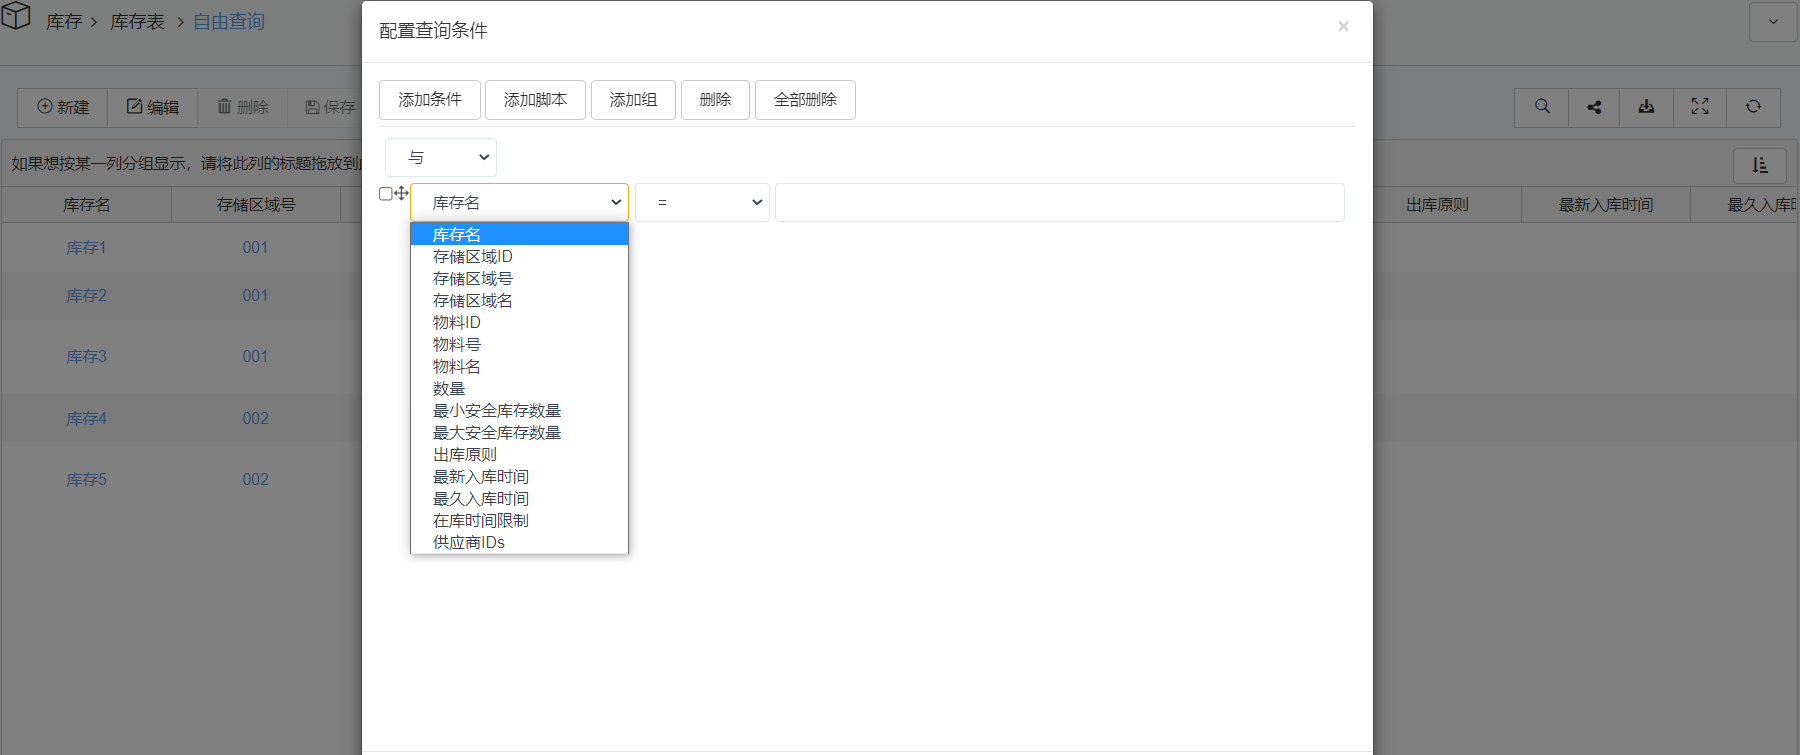 库存 > 库存表 > 自由查询
新建 编辑 删除 保存
如果想按某一列分组显示，请将此列的标题拖放到
库存名 存储区域号 出库原则 最新入库时间 最久入库
库存1 001
库存2 001
库存3 001
库存4 002
库存5 002
配置查询条件 ×
添加条件 添加脚本 添加组 删除 全部删除
与
库存名 =
库存名
存储区域ID
存储区域号
存储区域名
物料ID
物料号
物料名
数量
最小安全库存数量
最大安全库存数量
出库原则
最新入库时间
最久入库时间
在库时间限制
供应商IDs